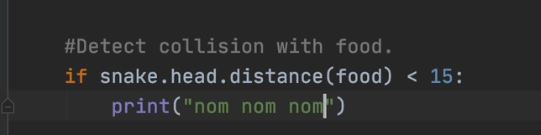 #Detect collision with food.
if snake.head.distance(food) < 15:
print("nom nom nom")